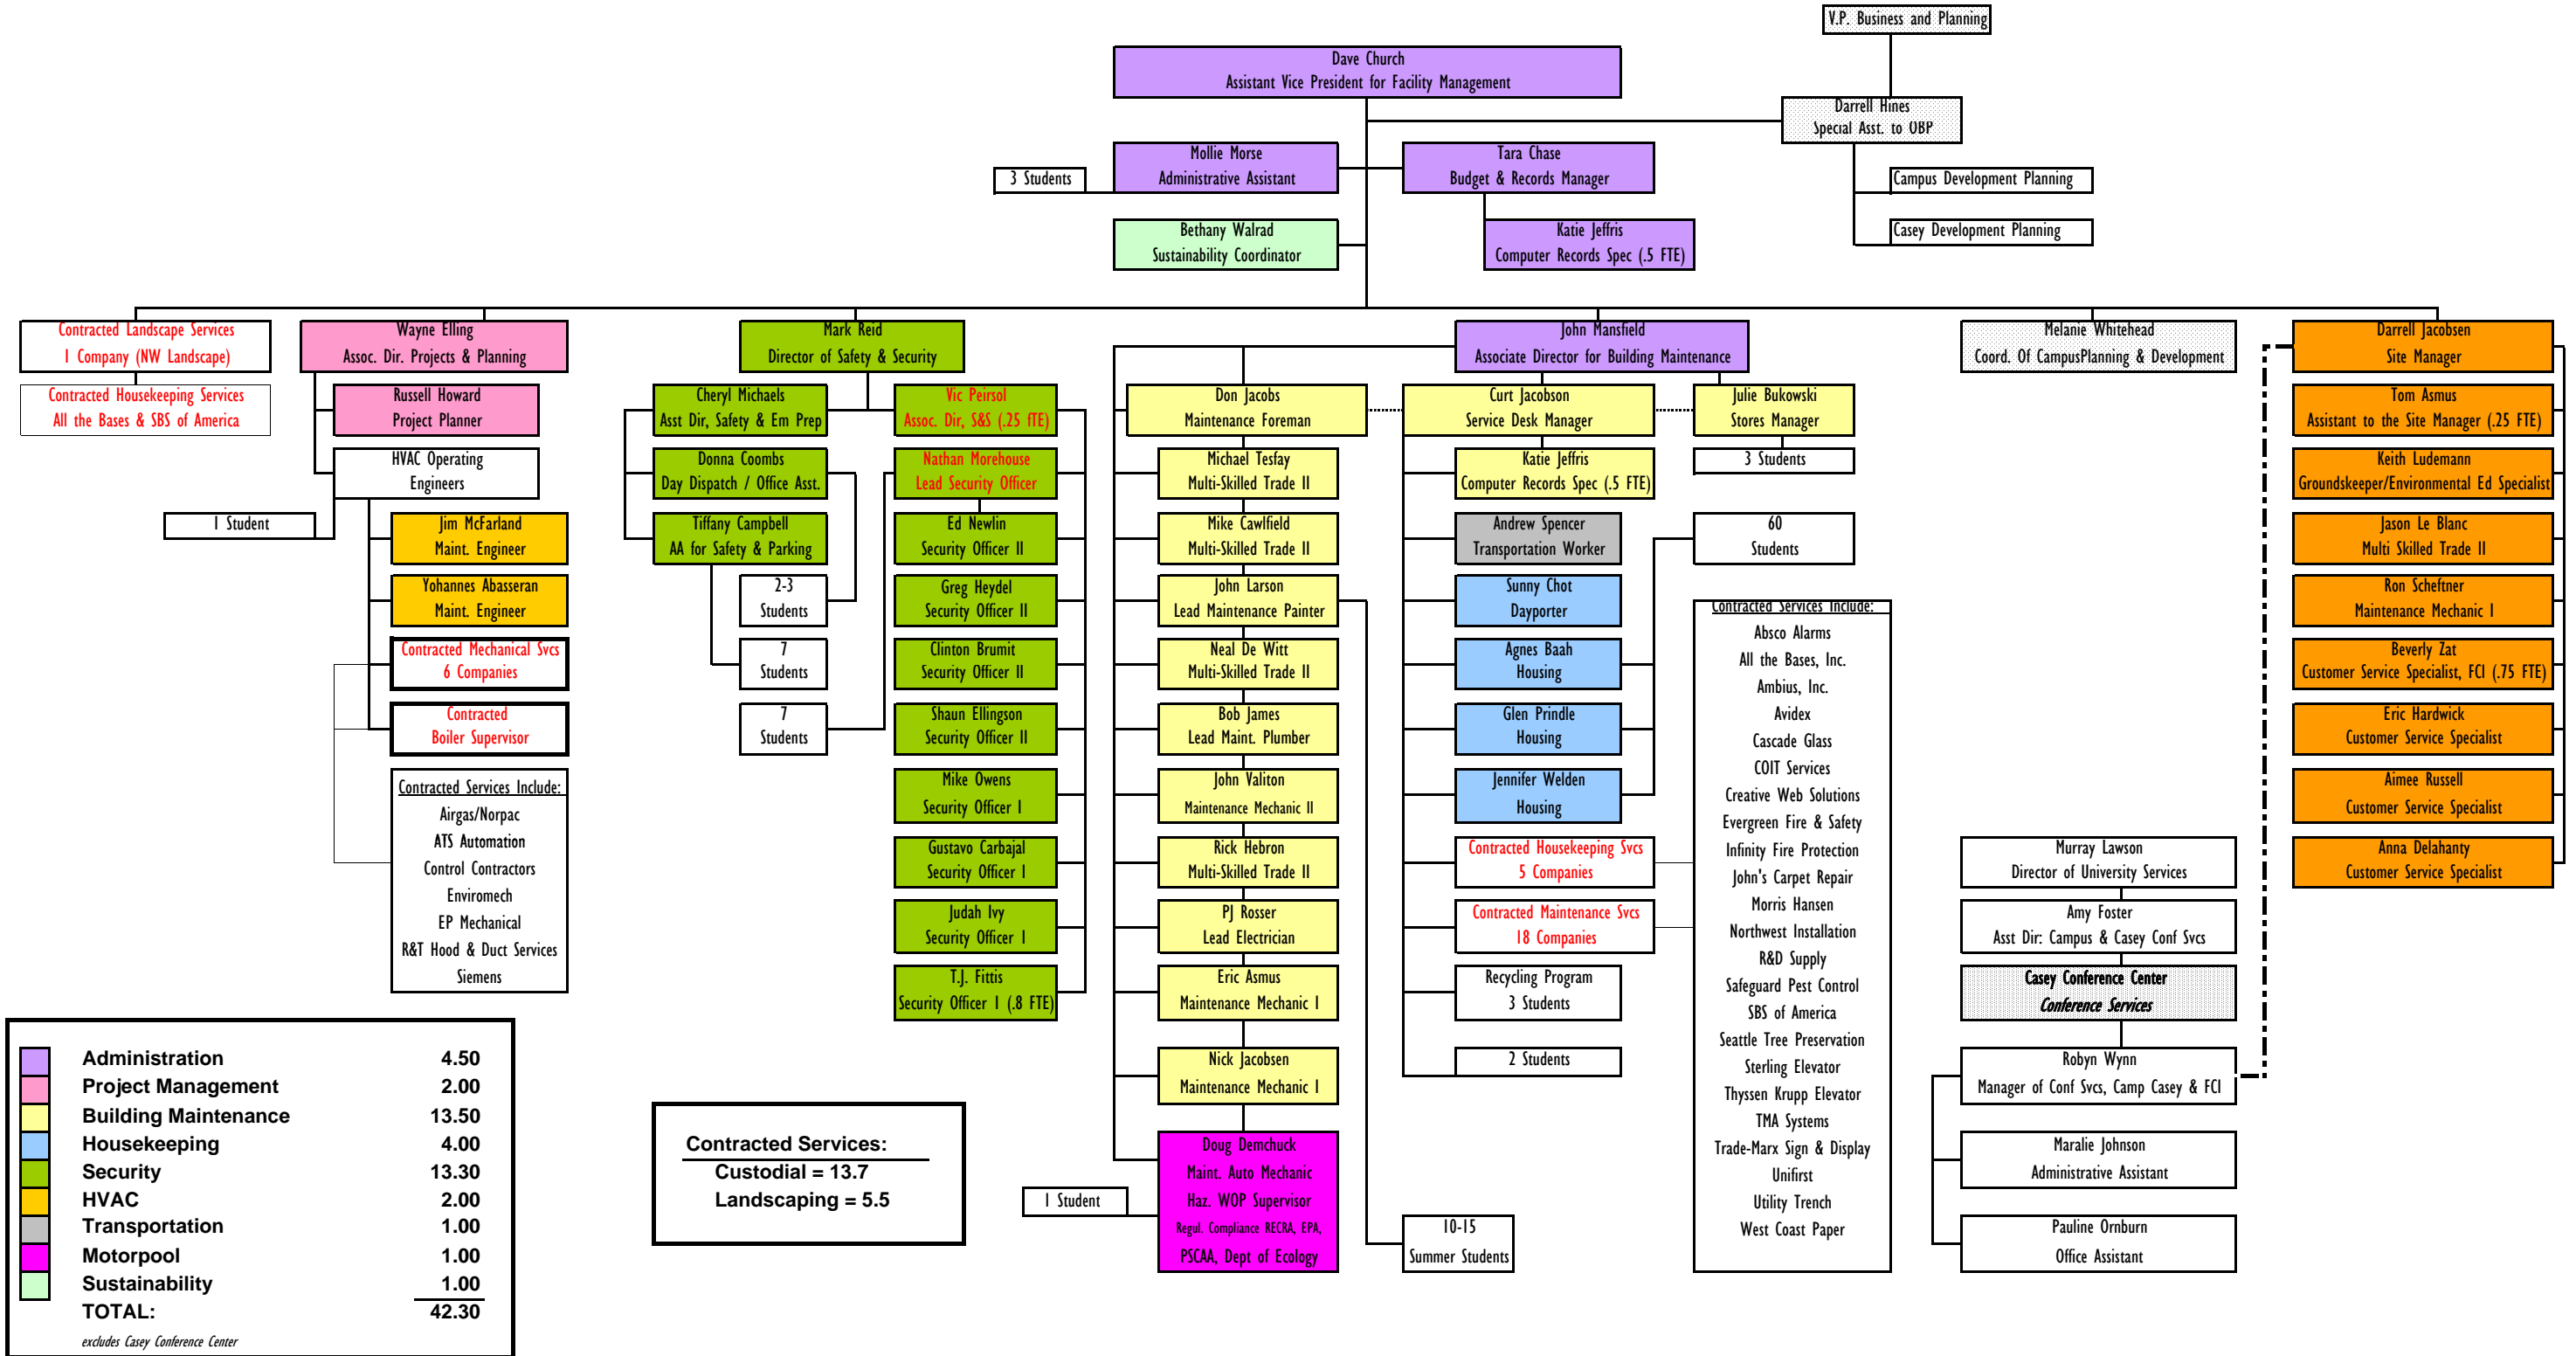 V.P. Business and Planning
Dave Church
Assistant Vice President for Facility Management
Darrell Hines
Special Asst. to OBP
Mollie Morse
Administrative Assistant
3 Students
Tara Chase
Budget & Records Manager
Campus Development Planning
Bethany Walrad
Sustainability Coordinator
Katie Jeffris
Computer Records Spec (.5 FTE)
Casey Development Planning
Contracted Landscape Services
1 Company (NW Landscape)
Contracted Housekeeping Services
All the Bases & SBS of America
Wayne Elling
Assoc. Dir. Projects & Planning
Russell Howard
Project Planner
HVAC Operating
Engineers
1 Student
Jim McFarland
Maint. Engineer
Yohannes Abasseran
Maint. Engineer
Contracted Mechanical Svcs
6 Companies
Contracted
Boiler Supervisor
Contracted Services Include:
Airgas/Norpac
ATS Automation
Control Contractors
Enviromech
EP Mechanical
R&T Hood & Duct Services
Siemens
Mark Reid
Director of Safety & Security
Cheryl Michaels
Asst Dir, Safety & Em Prep
Donna Coombs
Day Dispatch / Office Asst.
Tiffany Campbell
AA for Safety & Parking
2-3
Students
7
Students
7
Students
Vic Peirsol
Assoc. Dir, S&S (.25 fTE)
Nathan Morehouse
Lead Security Officer
Ed Newlin
Security Officer II
Greg Heydel
Security Officer II
Clinton Brumit
Security Officer II
Shaun Ellingson
Security Officer II
Mike Owens
Security Officer I
Gustavo Carbajal
Security Officer I
Judah Ivy
Security Officer I
T.J. Fittis
Security Officer I (.8 FTE)
John Mansfield
Associate Director for Building Maintenance
Don Jacobs
Maintenance Foreman
Michael Tesfay
Multi-Skilled Trade II
Mike Cawlfield
Multi-Skilled Trade II
John Larson
Lead Maintenance Painter
Neal De Witt
Multi-Skilled Trade II
Bob James
Lead Maint. Plumber
John Valiton
Maintenance Mechanic II
Rick Hebron
Multi-Skilled Trade II
PJ Rosser
Lead Electrician
Eric Asmus
Maintenance Mechanic I
Nick Jacobsen
Maintenance Mechanic I
Doug Demchuck
Maint. Auto Mechanic
Haz. WOP Supervisor
Regul. Compliance RECRA, EPA,
PSCAA, Dept of Ecology
1 Student
10-15
Summer Students
Curt Jacobson
Service Desk Manager
Katie Jeffris
Computer Records Spec (.5 FTE)
Andrew Spencer
Transportation Worker
Sunny Chot
Dayporter
Agnes Baah
Housing
Glen Prindle
Housing
Jennifer Welden
Housing
Contracted Housekeeping Svcs
5 Companies
Contracted Maintenance Svcs
18 Companies
Recycling Program
3 Students
2 Students
Julie Bukowski
Stores Manager
3 Students
60
Students
Contracted Services Include:
Absco Alarms
All the Bases, Inc.
Ambius, Inc.
Avidex
Cascade Glass
COIT Services
Creative Web Solutions
Evergreen Fire & Safety
Infinity Fire Protection
John's Carpet Repair
Morris Hansen
Northwest Installation
R&D Supply
Safeguard Pest Control
SBS of America
Seattle Tree Preservation
Sterling Elevator
Thyssen Krupp Elevator
TMA Systems
Trade-Marx Sign & Display
Unifirst
Utility Trench
West Coast Paper
Melanie Whitehead
Coord. Of CampusPlanning & Development
Murray Lawson
Director of University Services
Amy Foster
Asst Dir: Campus & Casey Conf Svcs
Casey Conference Center
Conference Services
Robyn Wynn
Manager of Conf Svcs, Camp Casey & FCI
Maralie Johnson
Administrative Assistant
Pauline Ornburn
Office Assistant
Darrell Jacobsen
Site Manager
Tom Asmus
Assistant to the Site Manager (.25 FTE)
Keith Ludemann
Groundskeeper/Environmental Ed Specialist
Jason Le Blanc
Multi Skilled Trade II
Ron Scheftner
Maintenance Mechanic I
Beverly Zat
Customer Service Specialist, FCI (.75 FTE)
Eric Hardwick
Customer Service Specialist
Aimee Russell
Customer Service Specialist
Anna Delahanty
Customer Service Specialist
Administration 4.50
Project Management 2.00
Building Maintenance 13.50
Housekeeping 4.00
Security 13.30
HVAC 2.00
Transportation 1.00
Motorpool 1.00
Sustainability 1.00
TOTAL: 42.30
excludes Casey Conference Center
Contracted Services:
Custodial = 13.7
Landscaping = 5.5